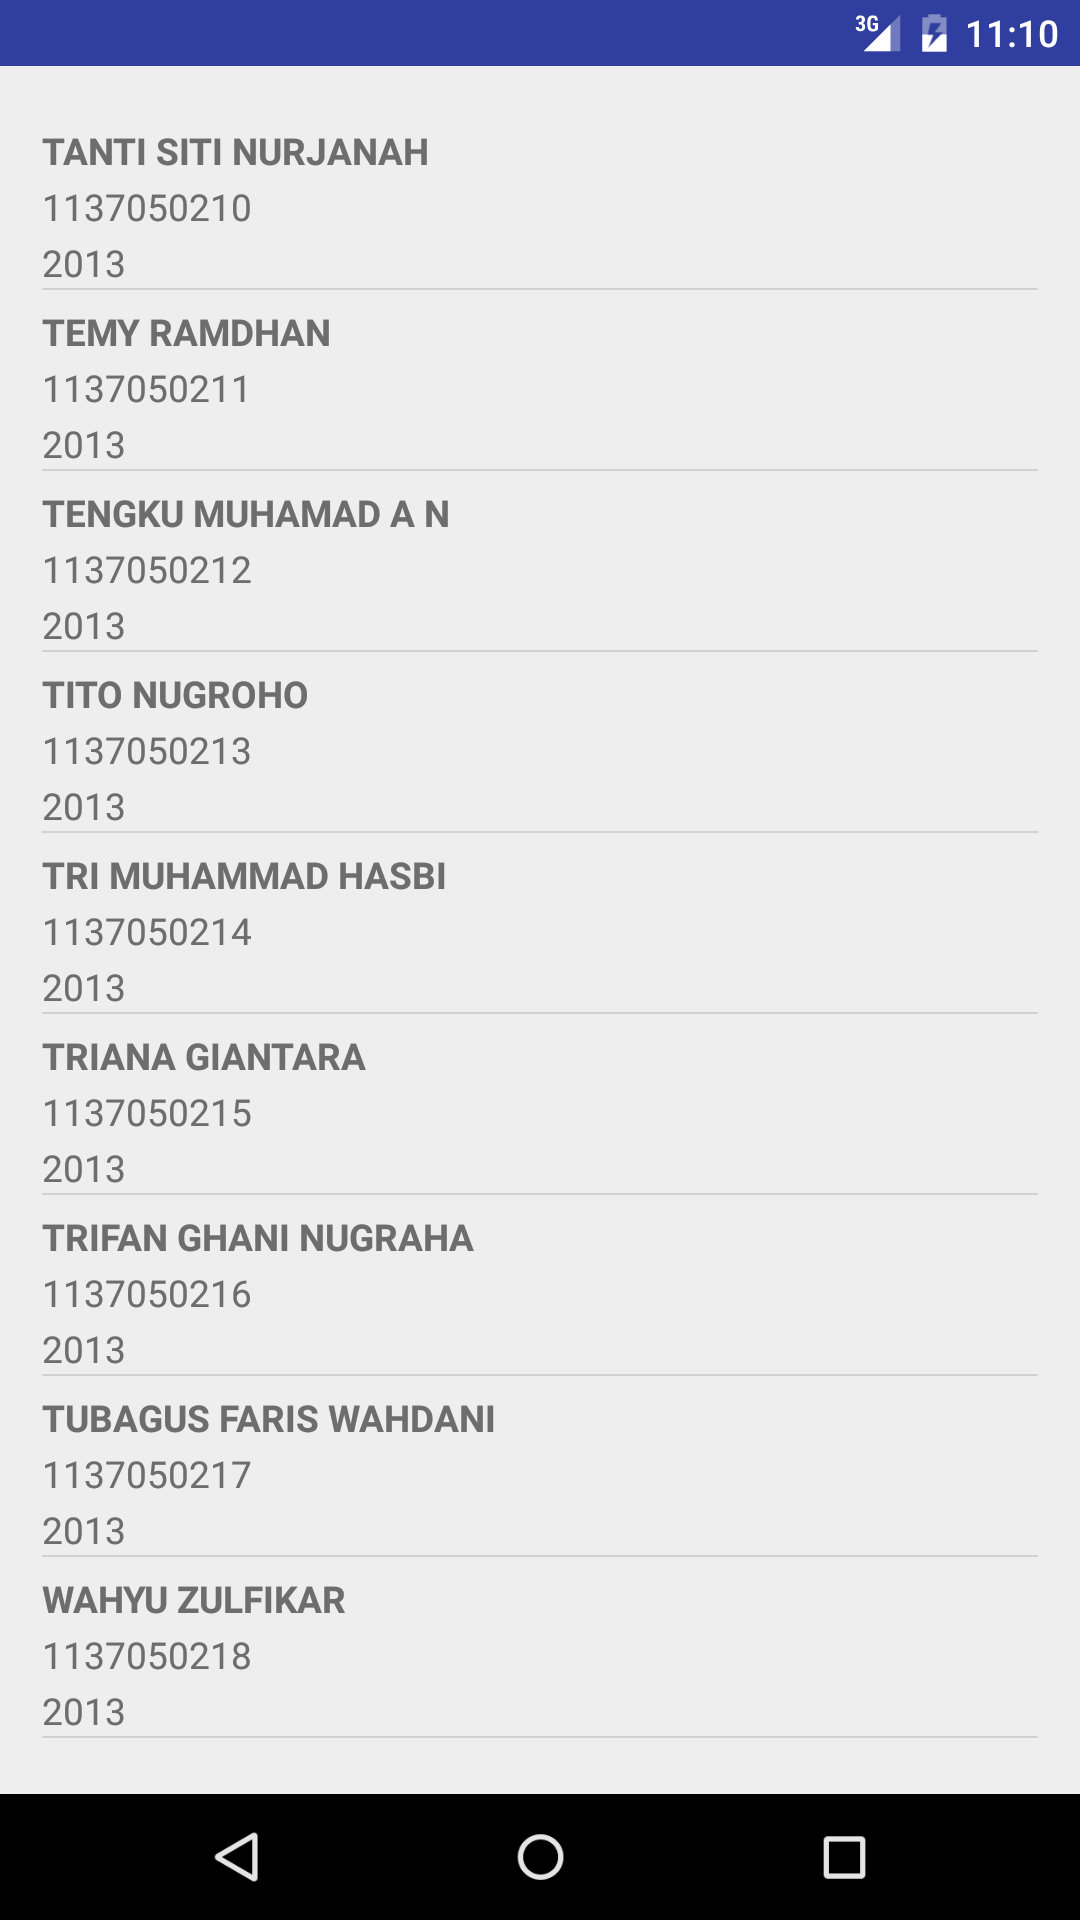 3G 11:10
TANTI SITI NURJANAH
1137050210
2013
TEMY RAMDHAN
1137050211
2013
TENGKU MUHAMAD A N
1137050212
2013
TITO NUGROHO
1137050213
2013
TRI MUHAMMAD HASBI
1137050214
2013
TRIANA GIANTARA
1137050215
2013
TRIFAN GHANI NUGRAHA
1137050216
2013
TUBAGUS FARIS WAHDANI
1137050217
2013
WAHYU ZULFIKAR
1137050218
2013